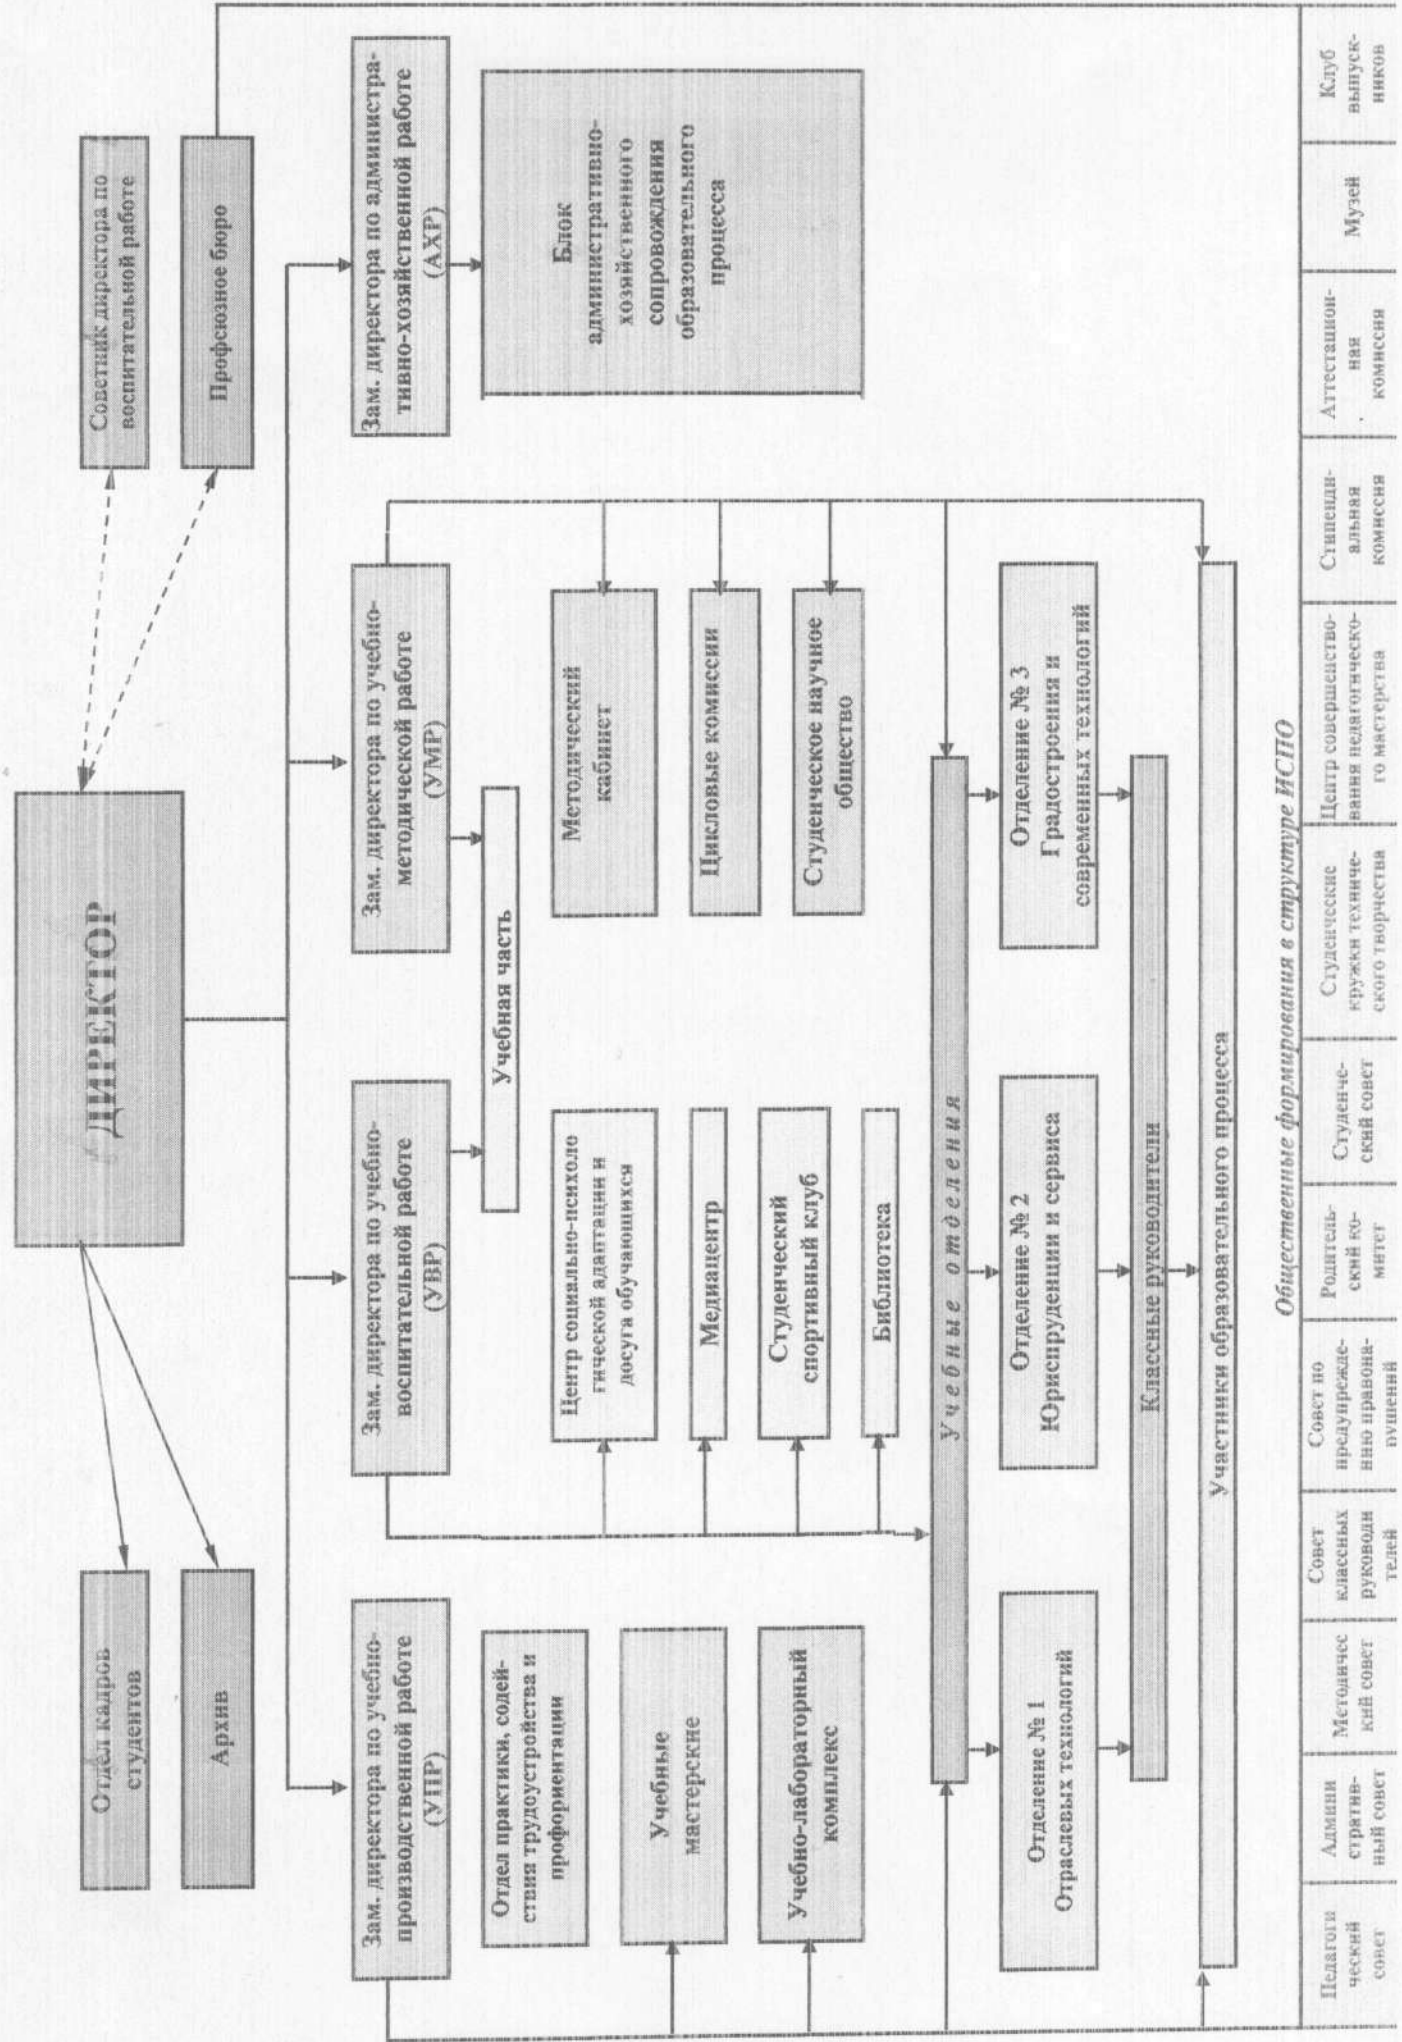 ДИРЕКТОР
Отдел кадров
студентов
Архив
Советник директора по
воспитательной работе
Профсюзное бюро
Зам. директора по учебно-
производственной работе
(УПР)
Зам. директора по учебно-
воспитательной работе
(УВР)
Зам. директора по учебно-
методической работе
(УМР)
Зам. директора по администра-
тивно-хозяйственной работе
(АХР)
Учебная часть
Отдел практики, содей-
ствия трудоустройства и
профориентации
Учебные
мастерские
Учебно-лабораторный
комплекс
Центр социально-психоло
гической адаптации и
досуга обучающихся
Медиацентр
Студенческий
спортивный клуб
Библиотека
Методический
кабинет
Цикловые комиссии
Студенческое научное
общество
Блок
административно-
хозяйственного
сопровождения
образовательного
процесса
Учебные отделения
Отделение № 1
Отраслевых технологий
Отделение № 2
Юриспруденции и сервиса
Отделение № 3
Градостроения и
современных технологий
Классные руководители
Участники образовательного процесса
Общественные формирования в структуре ИСПО
Педагоги
ческий
совет
Админи
стратив-
ный совет
Методичес
кий совет
Совет
классных
руководи
телей
Совет по
предупрежде-
нию правона-
рушений
Родитель-
ский ко-
митет
Студенче-
ский совет
Студенческие
кружки техниче-
ского творчества
Центр совершенство-
вания педагогическо-
го мастерства
Стипенди-
альная
комиссия
Аттестацион-
ная
комиссия
Музей
Клуб
выпуск-
ников